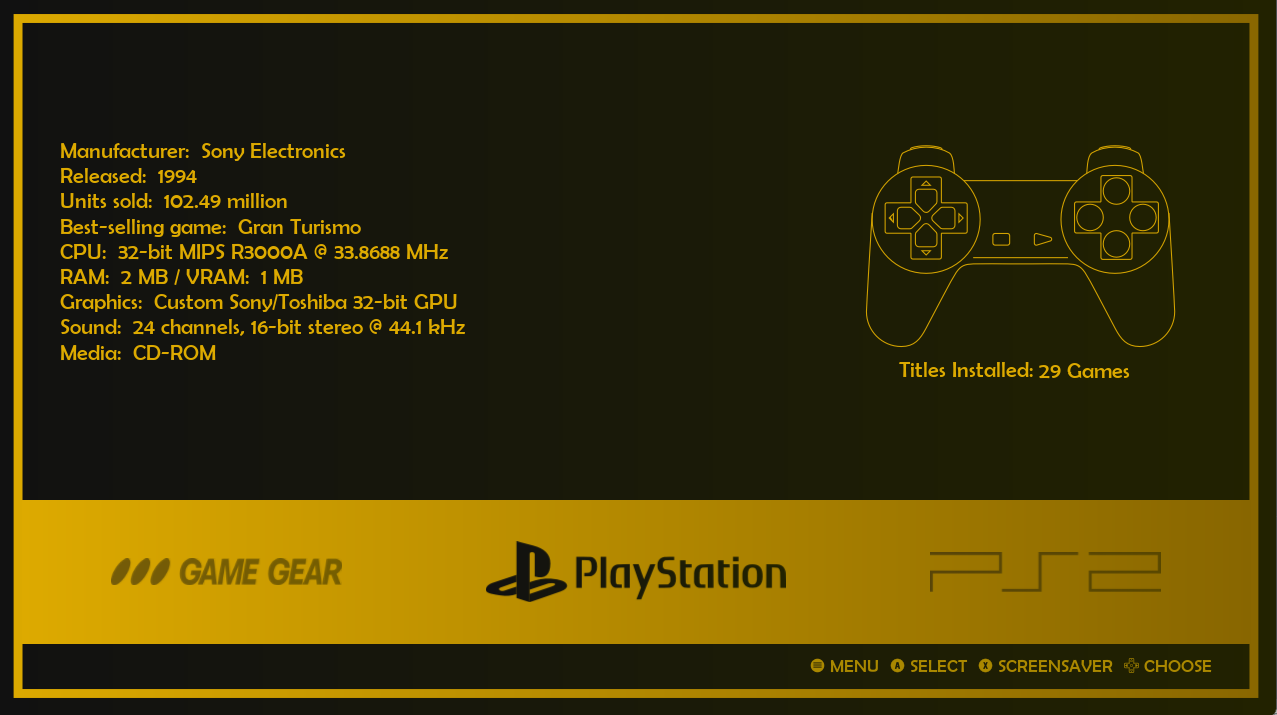 Manufacturer: Sony Electronics
Released: 1994
Units sold: 102.49 million
Best-selling game: Gran Turismo
CPU: 32-bit MIPS R3000A @ 33.8688 MHz
RAM: 2 MB / VRAM: 1 MB
Graphics: Custom Sony/Toshiba 32-bit GPU
Sound: 24 channels, 16-bit stereo @ 44.1 kHz
Media: CD-ROM
Titles Installed: 29 Games
GAME GEAR
PlayStation
PS2
MENU A SELECT X SCREENSAVER CHOOSE